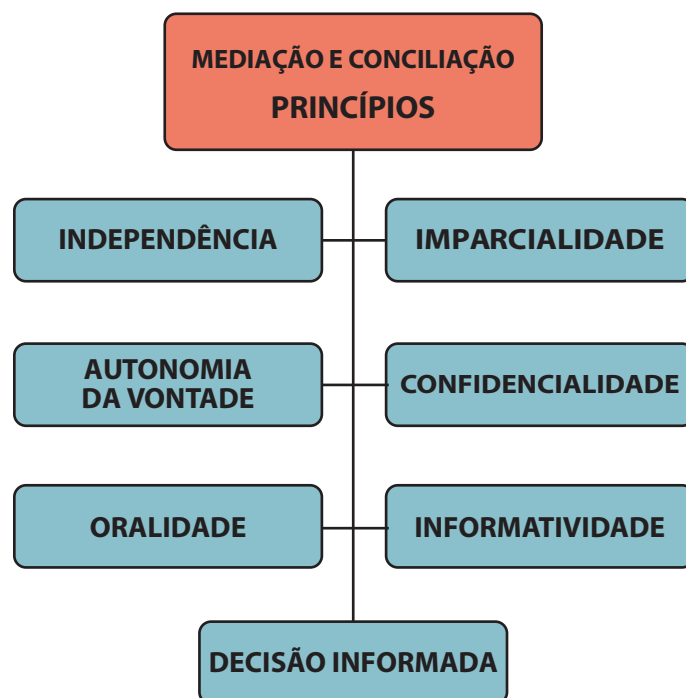 MEDIAÇÃO E CONCILIAÇÃO
PRINCÍPIOS
INDEPENDÊNCIA
IMPARCIALIDADE
AUTONOMIA
DA VONTADE
CONFIDENCIALIDADE
ORALIDADE
INFORMATIVIDADE
DECISÃO INFORMADA